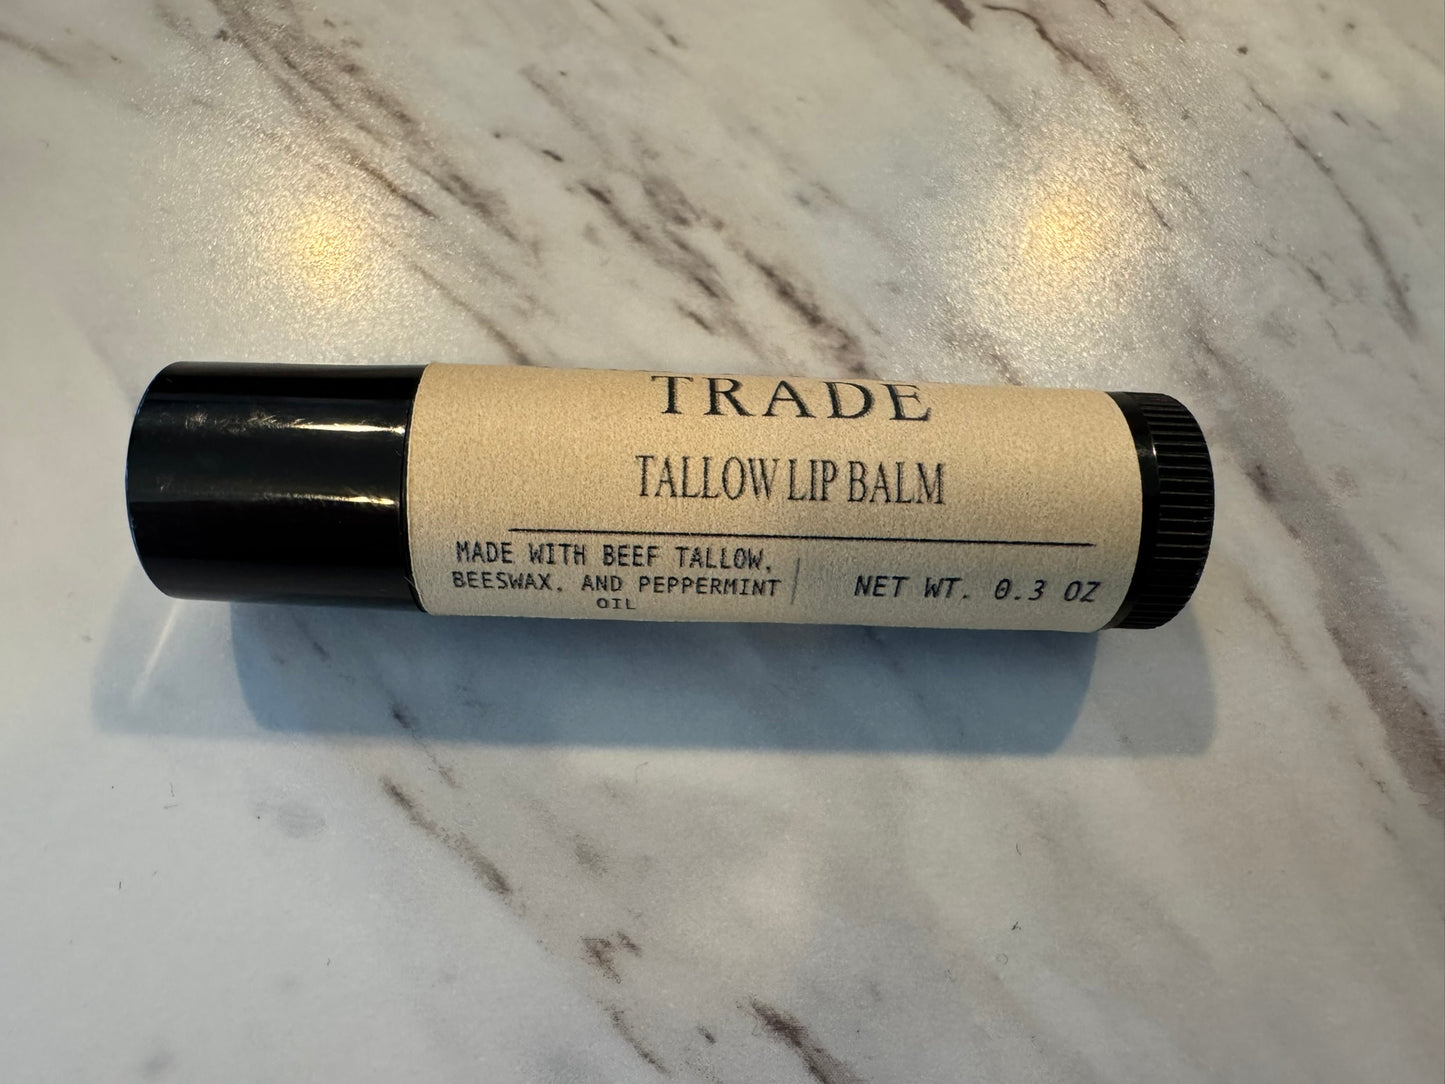 TRADE
TALLOW LIP BALM
MADE WITH BEEF TALLOW,
BEESWAX, AND PEPPERMINT
OIL
NET WT. 0.3 OZ